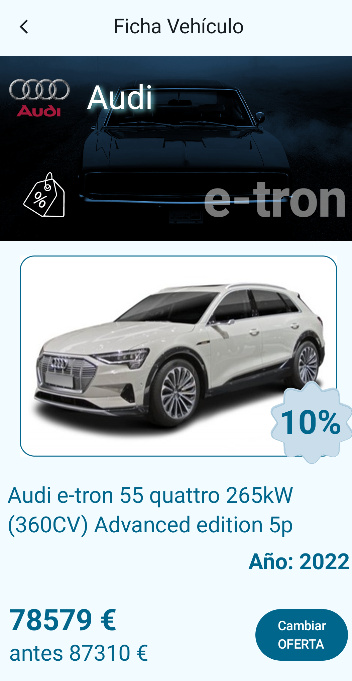 Ficha Vehículo
Audi
Audi
%
e-tron
10%
Audi e-tron 55 quattro 265kW
(360CV) Advanced edition 5p
Año: 2022
78579 €
antes 87310 €
Cambiar
OFERTA